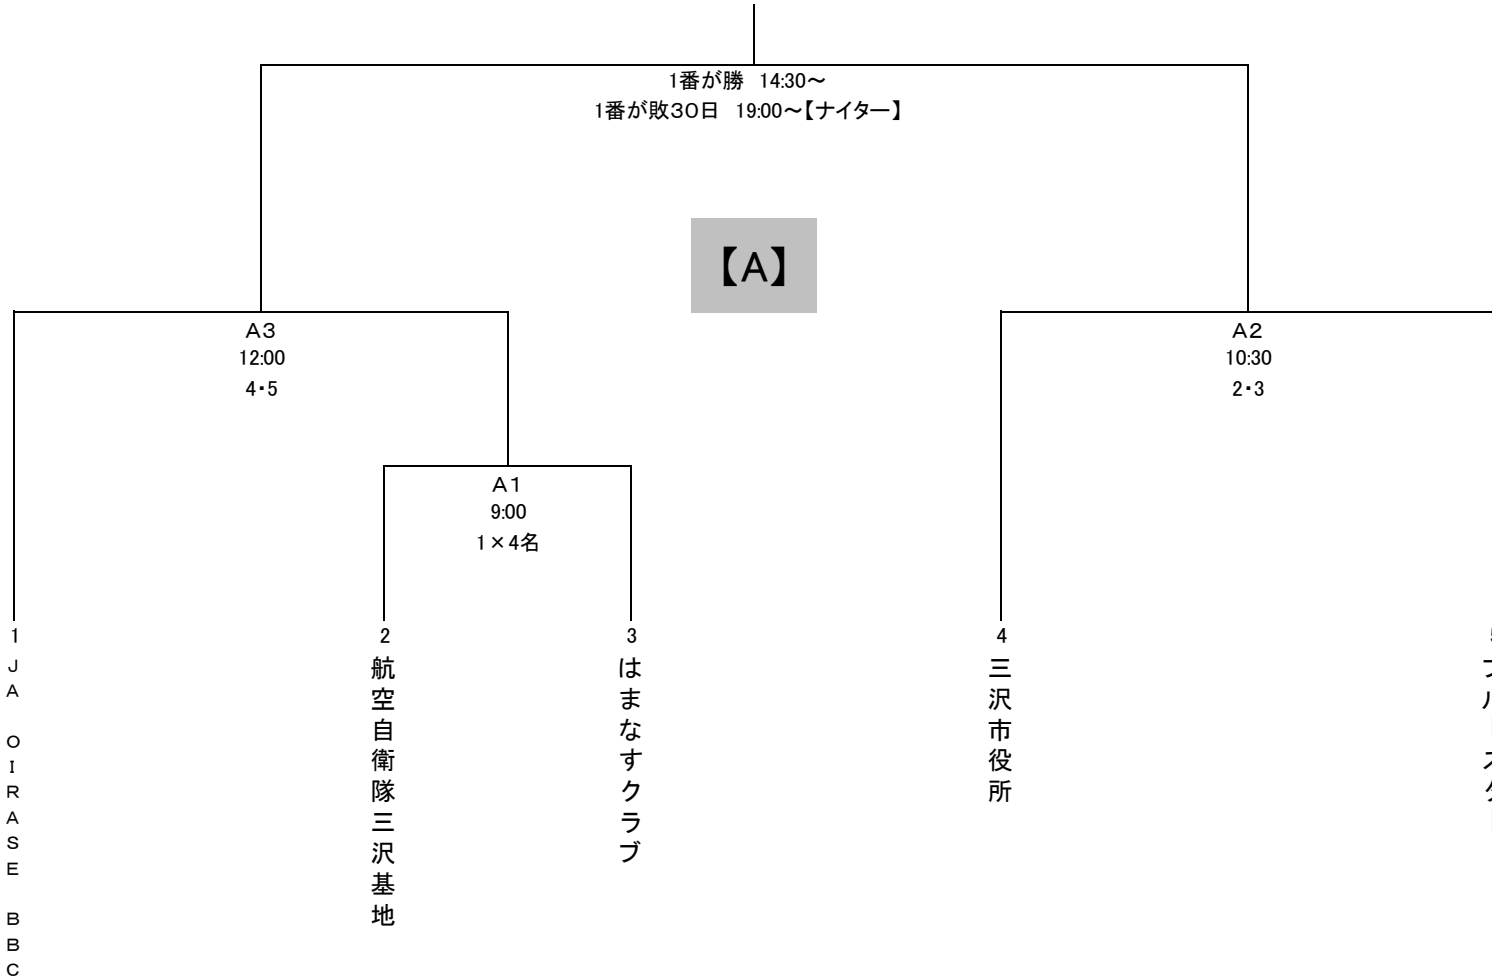 1番が勝 14:30～
1番が敗30日 19:00～【ナイター】
【A】
A3
12:00
4・5
A2
10:30
2・3
A1
9:00
1×4名
1
JA OIRASE BBC
2
航空自衛隊三沢基地
3
はまなすクラブ
4
三沢市役所